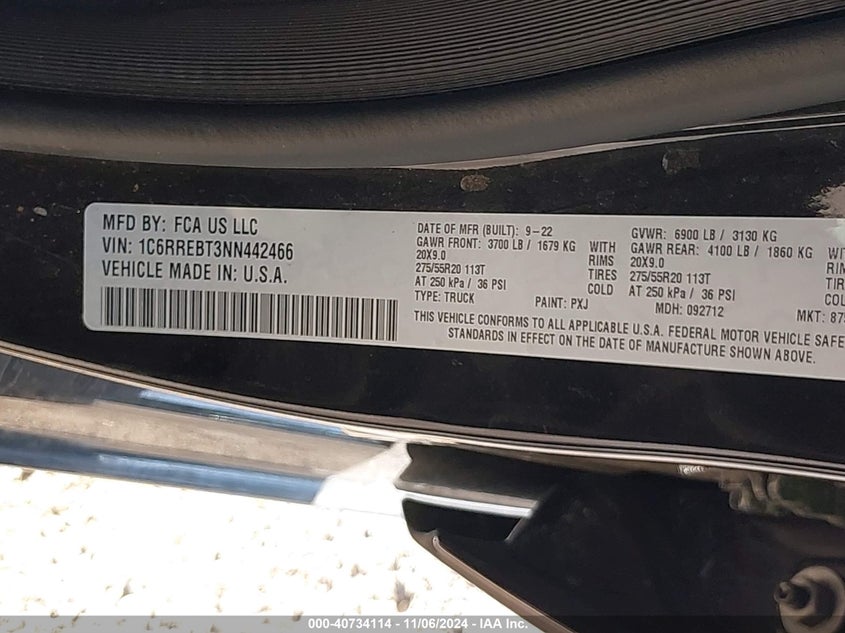 MFD BY: FCA US LLC
VIN: 1C6RREBT3NN442466
VEHICLE MADE IN: U.S.A.
DATE OF MFR (BUILT): 9-22
GAWR FRONT: 3700 LB / 1679 KG WITH
20X9.0 RIMS
275/55R20 113T TIRES
AT 250 kPa / 36 PSI COLD
TYPE: TRUCK PAINT: PXJ
GVWR: 6900 LB / 3130 KG
GAWR REAR: 4100 LB / 1860 KG
20X9.0
275/55R20 113T
AT 250 kPa / 36 PSI
MDH: 092712 MKT:
THIS VEHICLE CONFORMS TO ALL APPLICABLE U.S.A. FEDERAL MOTOR VEHICLE
STANDARDS IN EFFECT ON THE DATE OF MANUFACTURE SHOWN ABOVE.
000-40734114 - 11/06/2024 - IAA Inc.